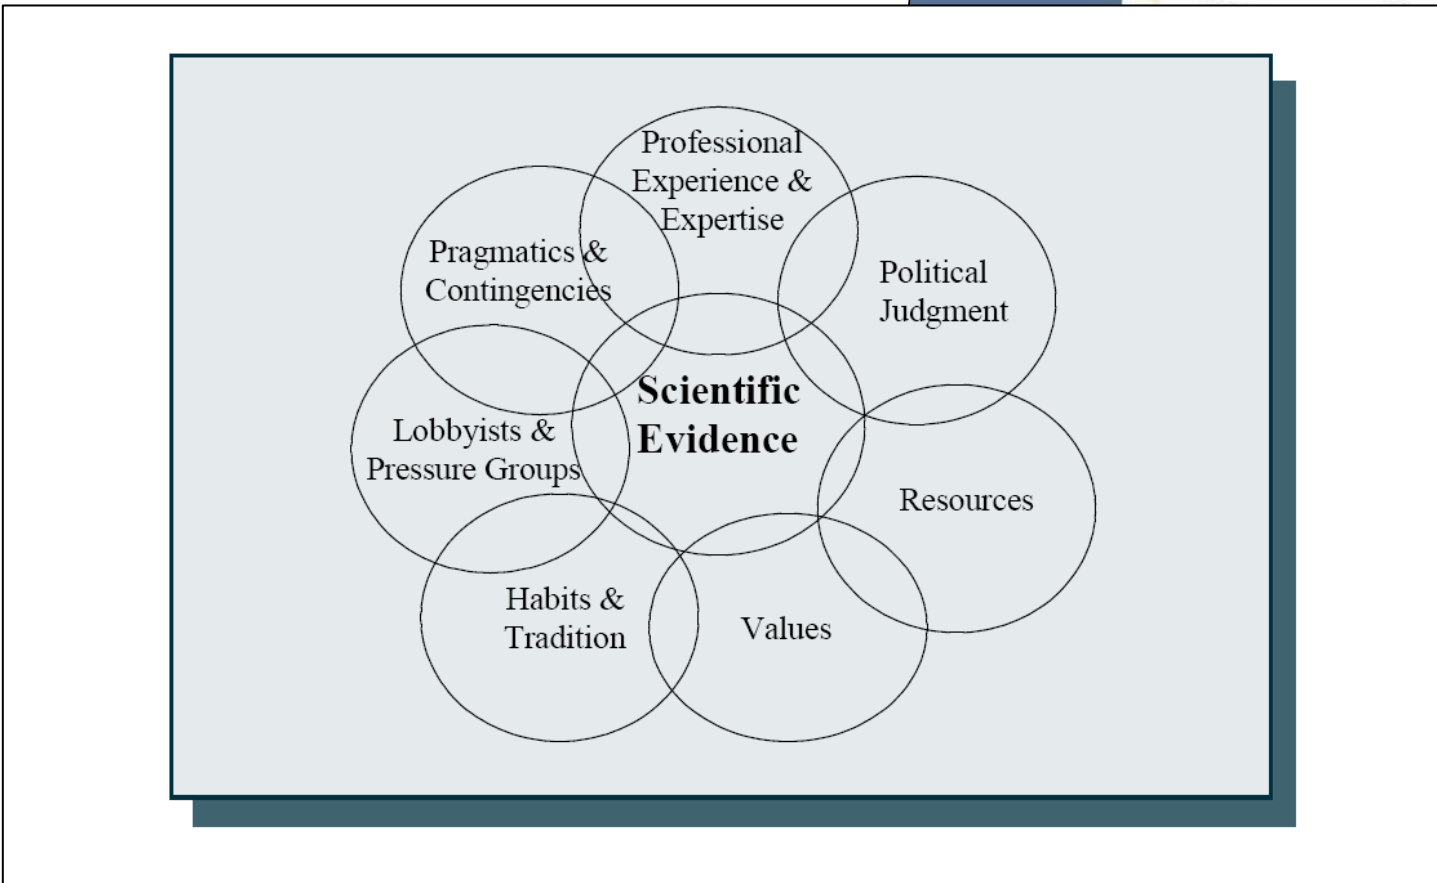 Professional
Experience &
Expertise
Pragmatics &
Contingencies
Political
Judgment
Scientific
Evidence
Lobbyists &
Pressure Groups
Resources
Habits &
Tradition
Values